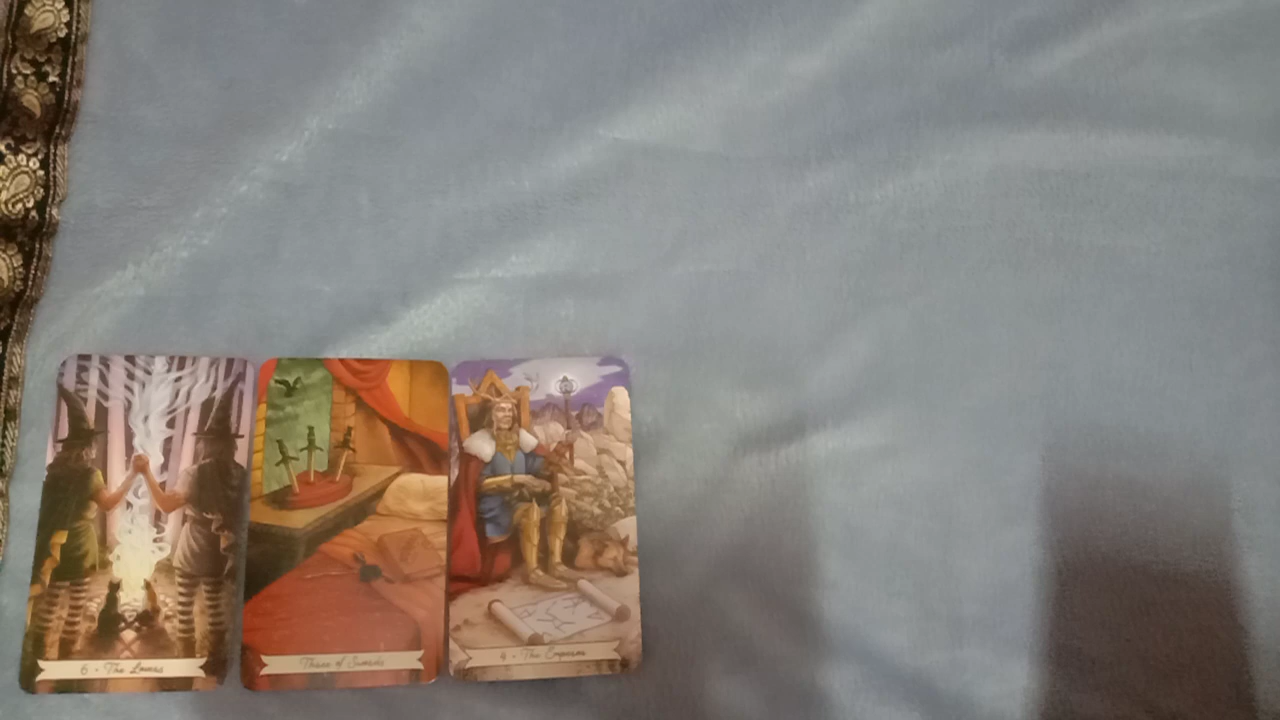 6 - The Lovers
Three of Swords
4 - The Emperor